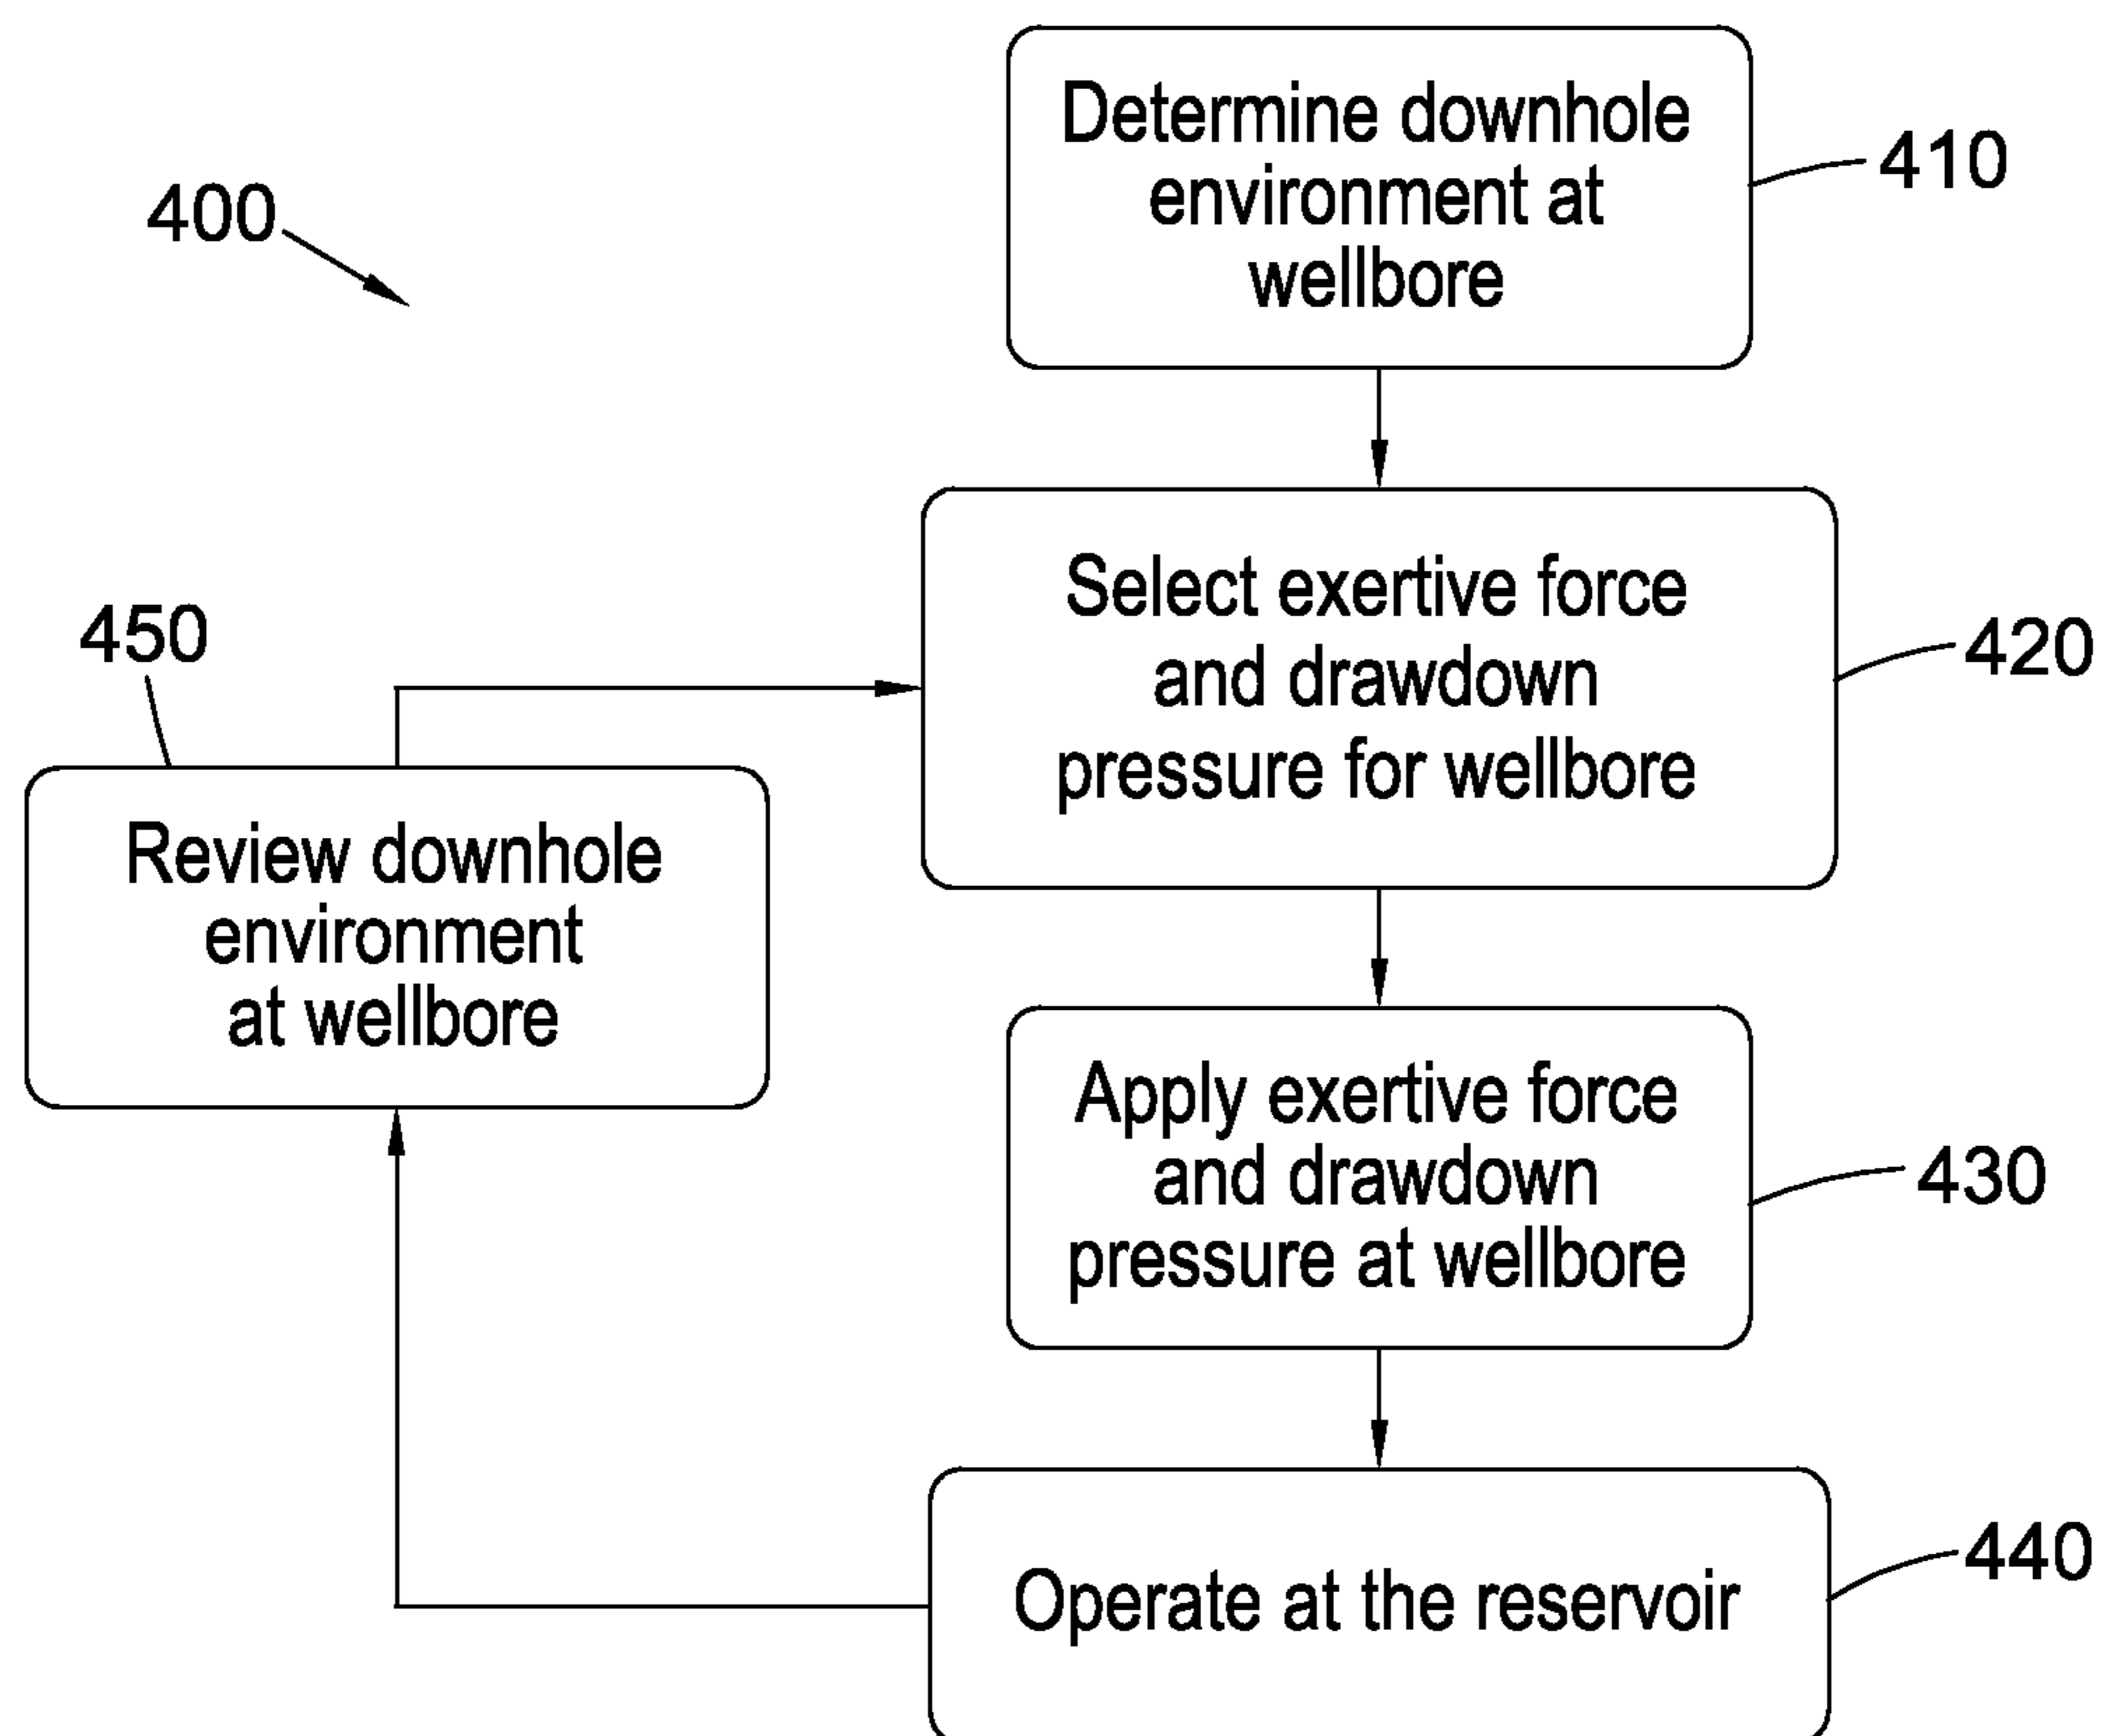 Determine downhole
environment at
wellbore
410
400
Select exertive force
and drawdown
pressure for wellbore
420
450
Review downhole
environment
at wellbore
Apply exertive force
and drawdown
pressure at wellbore
430
Operate at the reservoir
440